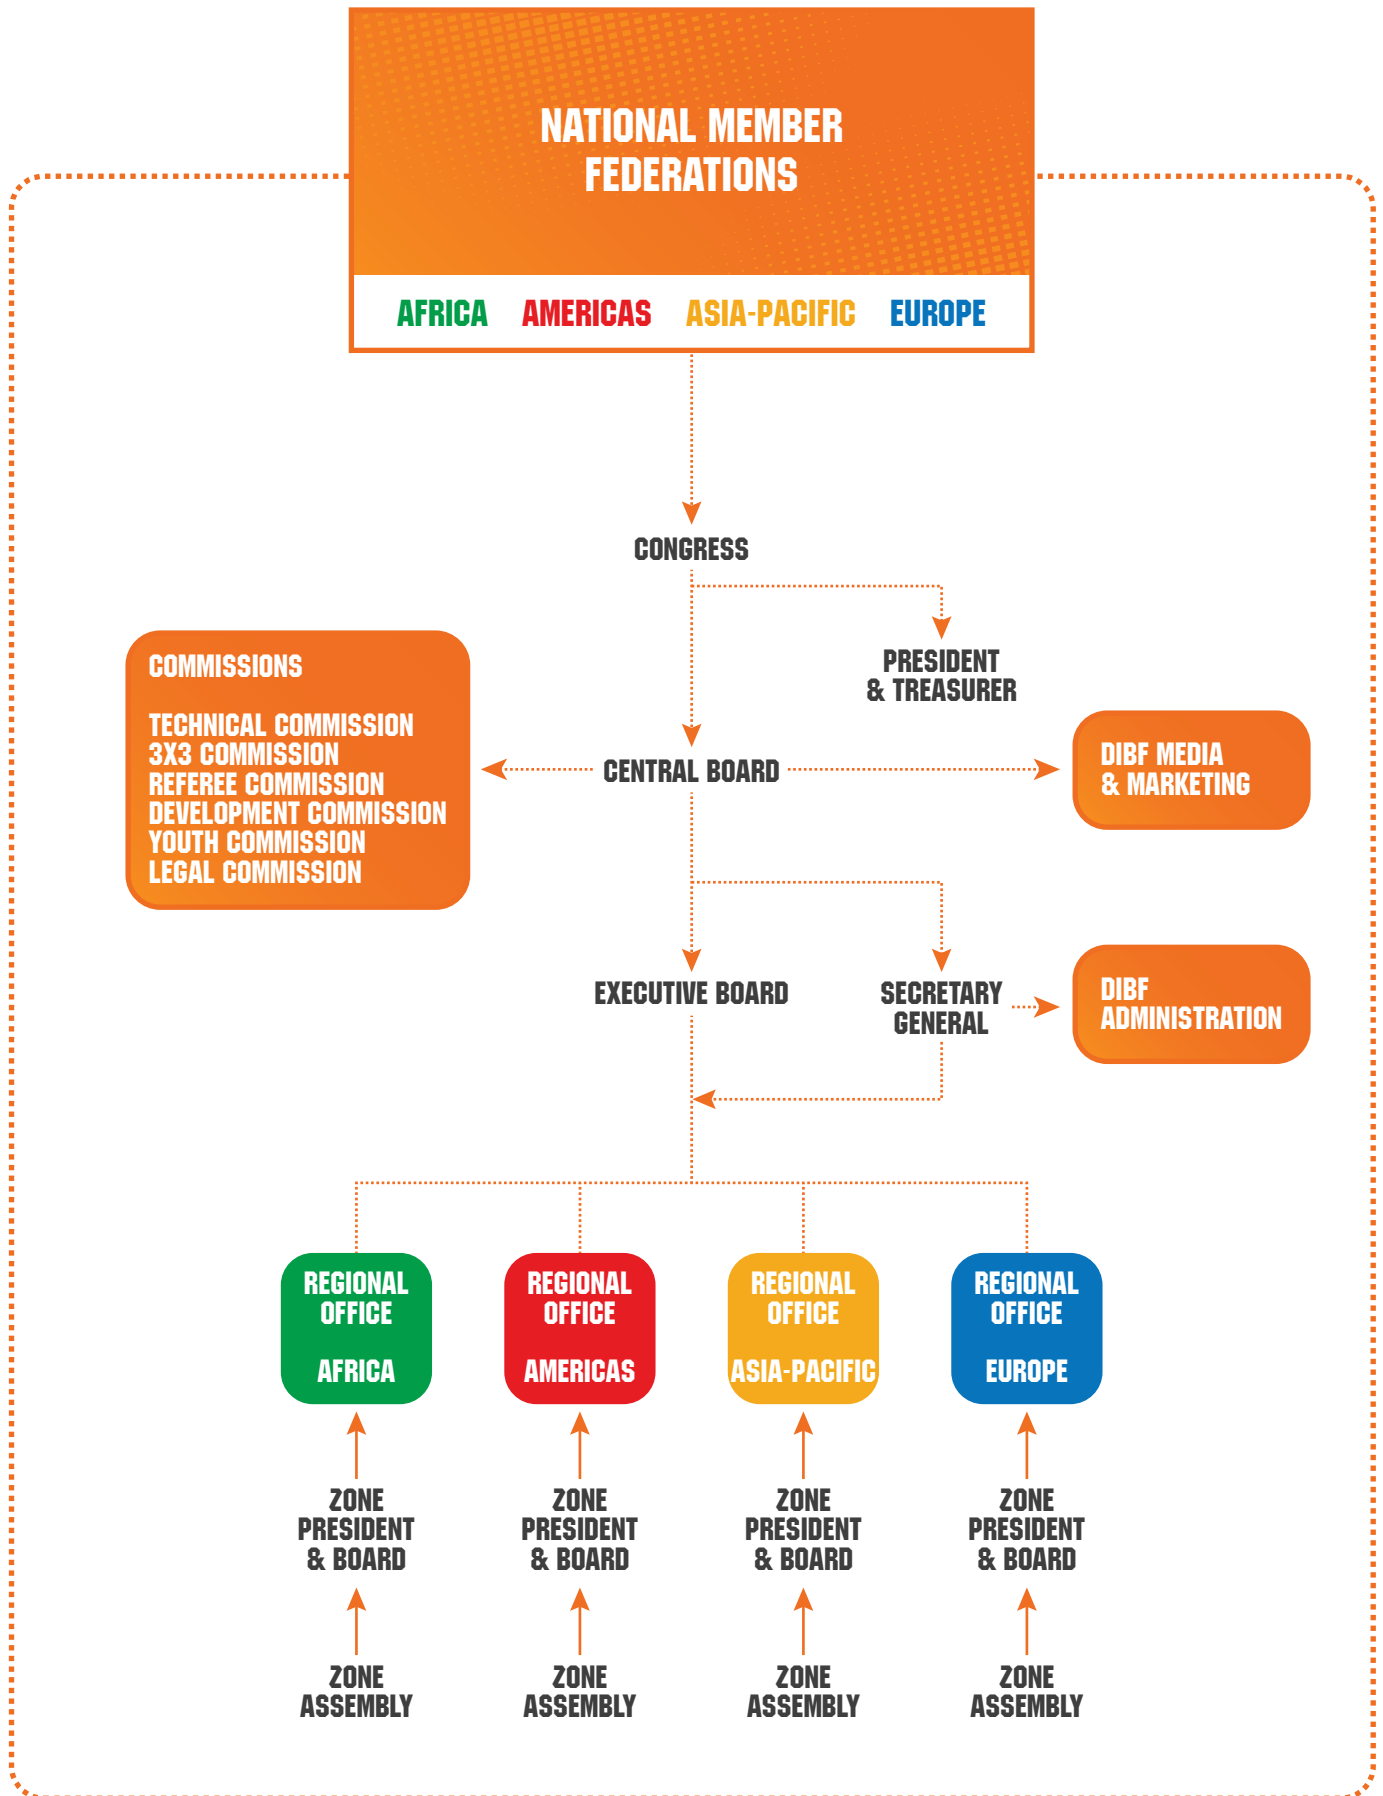 NATIONAL MEMBER
FEDERATIONS
AFRICA AMERICAS ASIA-PACIFIC EUROPE
CONGRESS
PRESIDENT
& TREASURER
COMMISSIONS
TECHNICAL COMMISSION
3X3 COMMISSION
REFEREE COMMISSION
DEVELOPMENT COMMISSION
YOUTH COMMISSION
LEGAL COMMISSION
CENTRAL BOARD
DIBF MEDIA
& MARKETING
EXECUTIVE BOARD
SECRETARY
GENERAL
DIBF
ADMINISTRATION
REGIONAL
OFFICE
AFRICA
REGIONAL
OFFICE
AMERICAS
REGIONAL
OFFICE
ASIA-PACIFIC
REGIONAL
OFFICE
EUROPE
ZONE
PRESIDENT
& BOARD
ZONE
PRESIDENT
& BOARD
ZONE
PRESIDENT
& BOARD
ZONE
PRESIDENT
& BOARD
ZONE
ASSEMBLY
ZONE
ASSEMBLY
ZONE
ASSEMBLY
ZONE
ASSEMBLY